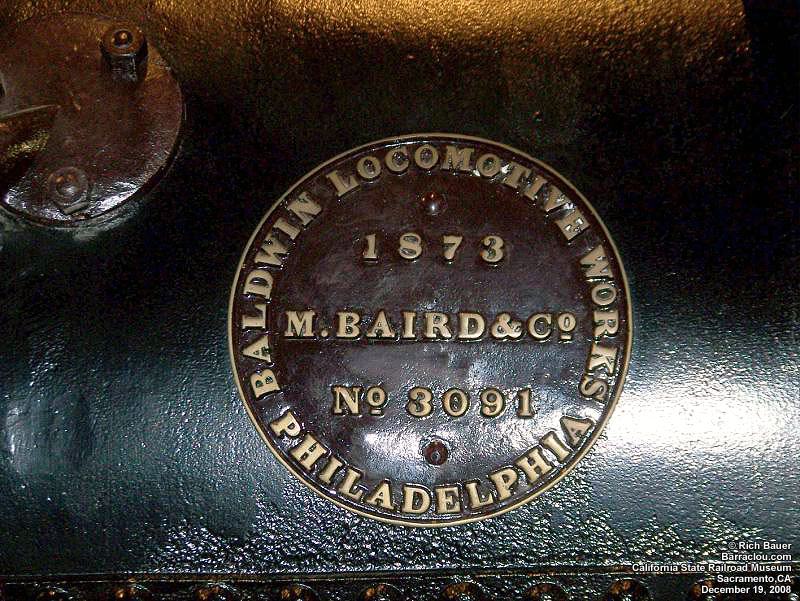 BALDWIN LOCOMOTIVE WORKS
1873
M. BAIRD & Cº
Nº 3091
PHILADELPHIA
© Rich Bauer
Barraclou.com
California State Railroad Museum
Sacramento,CA
December 19, 2008